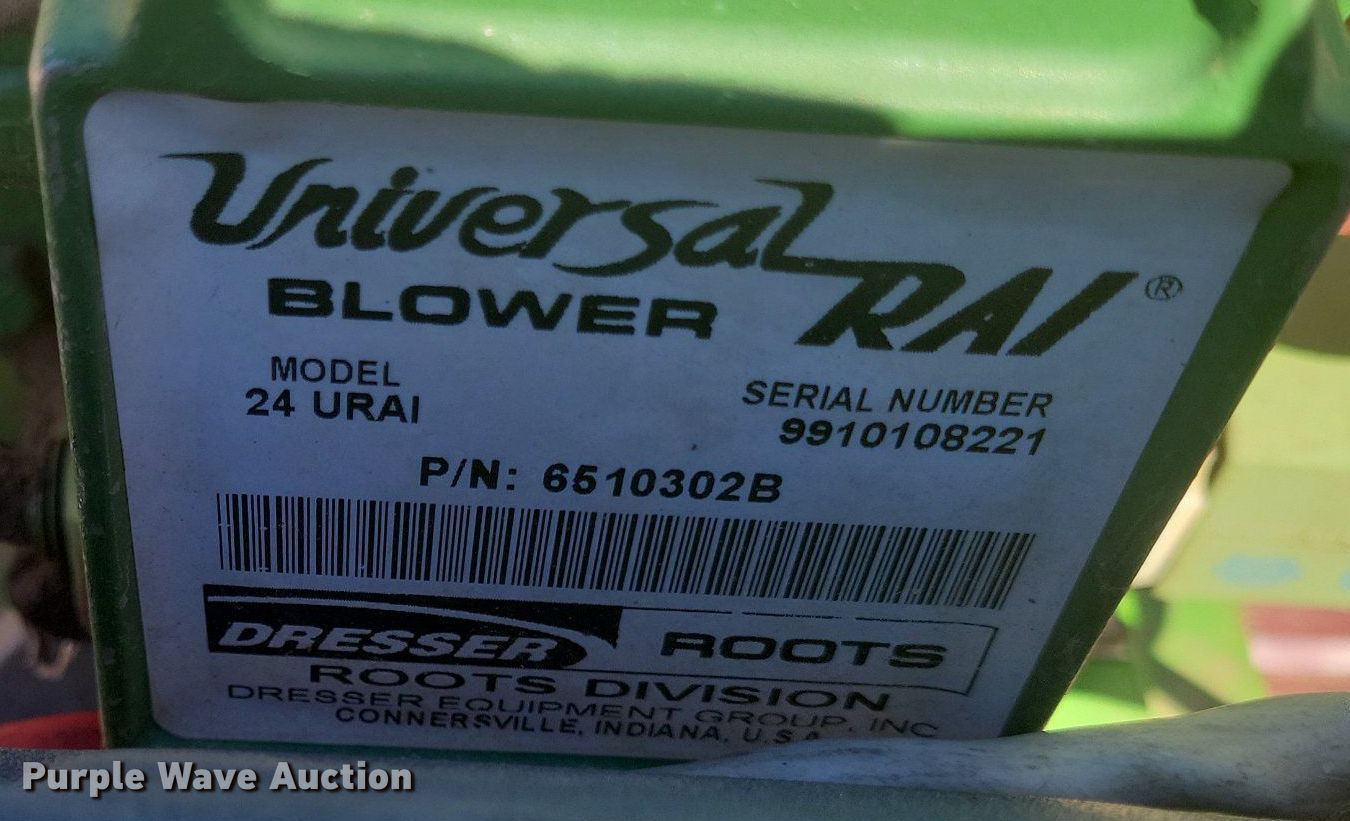 Universal RAI®
BLOWER
MODEL
24 URAI
SERIAL NUMBER
9910108221
P/N: 6510302B
DRESSER ROOTS
ROOTS DIVISION
DRESSER EQUIPMENT GROUP, INC
CONNERSVILLE, INDIANA, U.S.A.
Purple Wave Auction